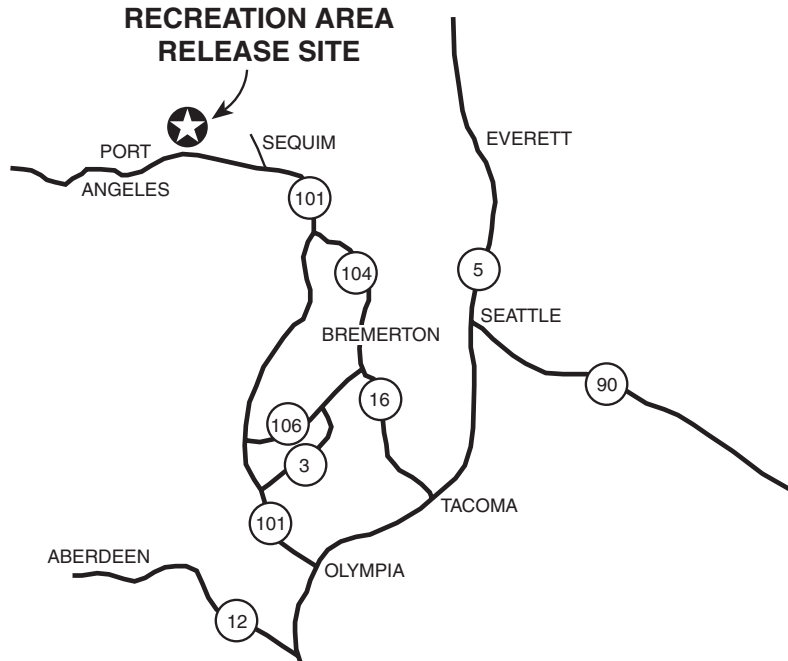 RECREATION AREA
RELEASE SITE
EVERETT
SEQUIM
PORT
ANGELES
101
104
5
SEATTLE
BREMERTON
90
16
106
3
TACOMA
101
ABERDEEN
OLYMPIA
12